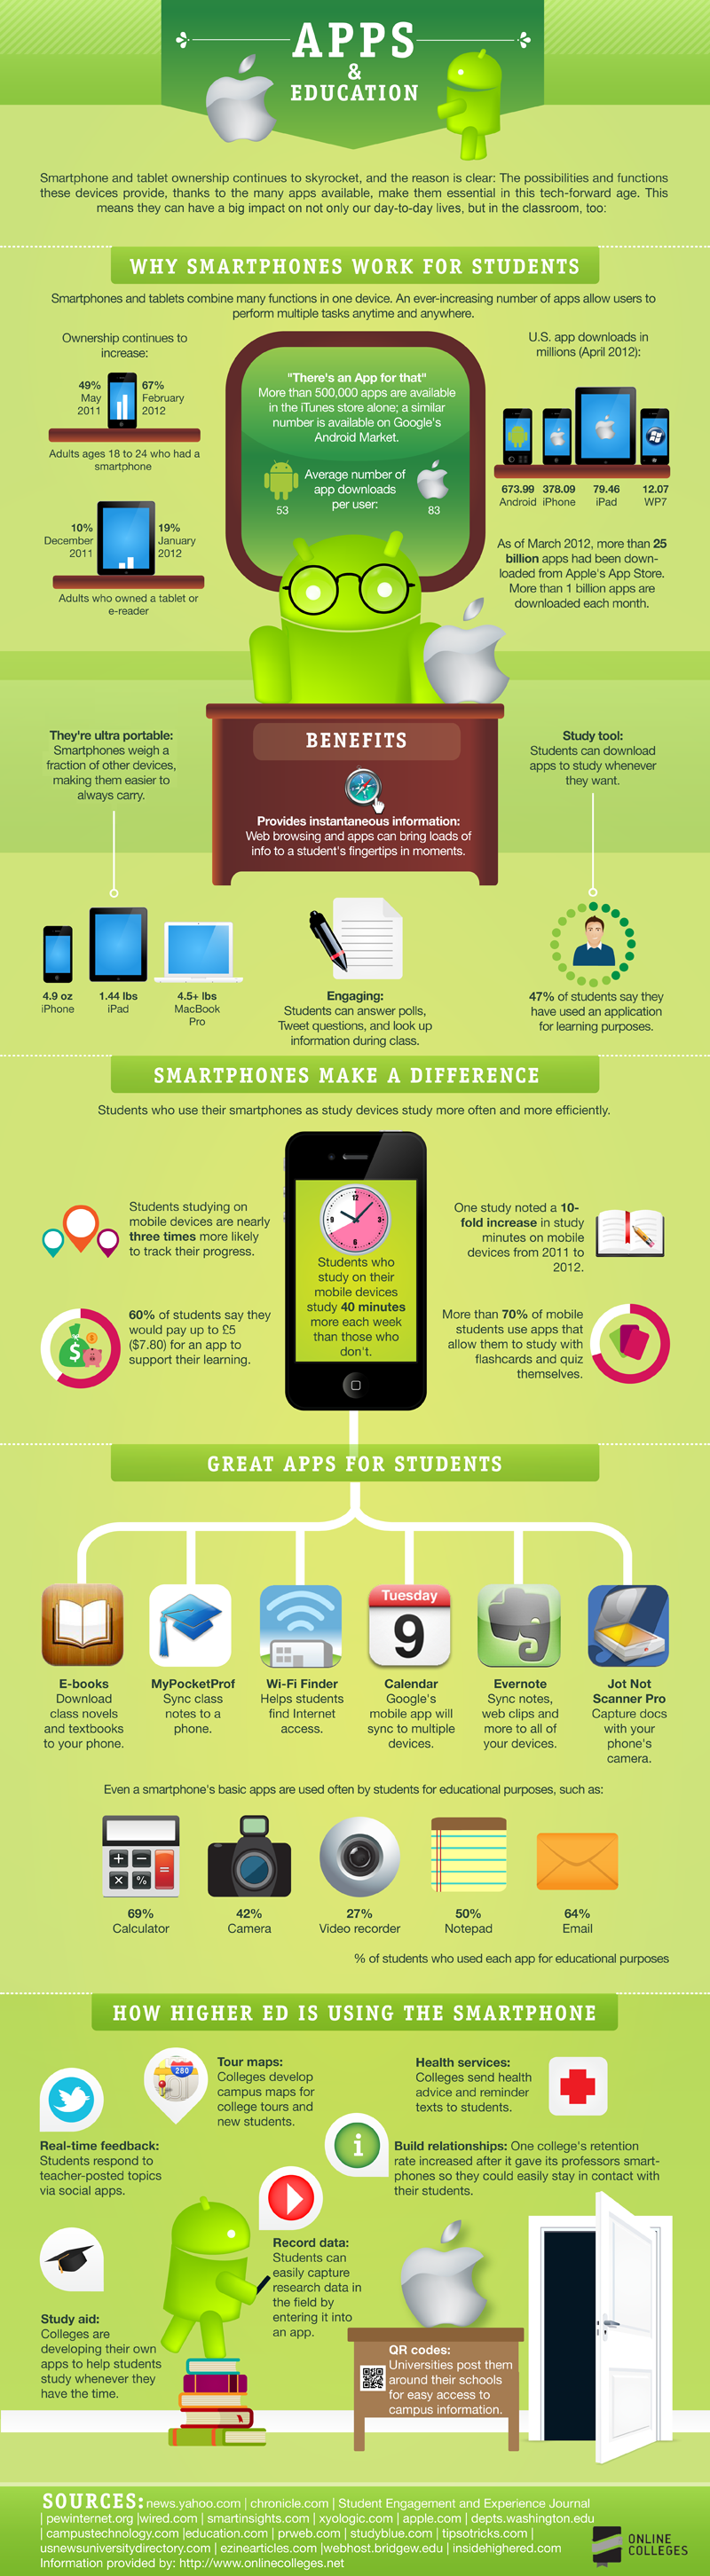 APPS
&
EDUCATION
Smartphone and tablet ownership continues to skyrocket, and the reason is clear: The possibilities and functions
these devices provide, thanks to the many apps available, make them essential in this tech-forward age. This
means they can have a big impact on not only our day-to-day lives, but in the classroom, too:
WHY SMARTPHONES WORK FOR STUDENTS
Smartphones and tablets combine many functions in one device. An ever-increasing number of apps allow users to
perform multiple tasks anytime and anywhere.
Ownership continues to
increase:
49%
May
2011
67%
February
2012
Adults ages 18 to 24 who had a
smartphone
10%
December
2011
19%
January
2012
Adults who owned a tablet or
e-reader
"There's an App for that"
More than 500,000 apps are available
in the iTunes store alone; a similar
number is available on Google's
Android Market.
Average number of
app downloads
per user:
53
83
U.S. app downloads in
millions (April 2012):
673.99 378.09 79.46 12.07
Android iPhone iPad WP7
As of March 2012, more than 25
billion apps had been down-
loaded from Apple's App Store.
More than 1 billion apps are
downloaded each month.
BENEFITS
They're ultra portable:
Smartphones weigh a
fraction of other devices,
making them easier to
always carry.
Provides instantaneous information:
Web browsing and apps can bring loads of
info to a student's fingertips in moments.
Study tool:
Students can download
apps to study whenever
they want.
4.9 oz
iPhone
1.44 lbs
iPad
4.5+ lbs
MacBook
Pro
Engaging:
Students can answer polls,
Tweet questions, and look up
information during class.
47% of students say they
have used an application
for learning purposes.
SMARTPHONES MAKE A DIFFERENCE
Students who use their smartphones as study devices study more often and more efficiently.
Students studying on
mobile devices are nearly
three times more likely
to track their progress.
60% of students say they
would pay up to £5
($7.80) for an app to
support their learning.
$
12
9
3
6
Students who
study on their
mobile devices
study 40 minutes
more each week
than those who
don't.
One study noted a 10-
fold increase in study
minutes on mobile
devices from 2011 to
2012.
More than 70% of mobile
students use apps that
allow them to study with
flashcards and quiz
themselves.
GREAT APPS FOR STUDENTS
Tuesday
9
E-books
Download
class novels
and textbooks
to your phone.
MyPocketProf
Sync class
notes to a
phone.
Wi-Fi Finder
Helps students
find Internet
access.
Calendar
Google's
mobile app will
sync to multiple
devices.
Evernote
Sync notes,
web clips and
more to all of
your devices.
Jot Not
Scanner Pro
Capture docs
with your
phone's
camera.
Even a smartphone's basic apps are used often by students for educational purposes, such as:
+ − =
× %
69%
Calculator
42%
Camera
27%
Video recorder
50%
Notepad
64%
Email
% of students who used each app for educational purposes
HOW HIGHER ED IS USING THE SMARTPHONE
280
Tour maps:
Colleges develop
campus maps for
college tours and
new students.
Health services:
Colleges send health
advice and reminder
texts to students.
Real-time feedback:
Students respond to
teacher-posted topics
via social apps.
i
Build relationships: One college's retention
rate increased after it gave its professors smart-
phones so they could easily stay in contact with
their students.
Record data:
Students can
easily capture
research data in
the field by
entering it into
an app.
Study aid:
Colleges are
developing their own
apps to help students
study whenever they
have the time.
QR codes:
Universities post them
around their schools
for easy access to
campus information.
SOURCES: news.yahoo.com | chronicle.com | Student Engagement and Experience Journal
| pewinternet.org |wired.com | smartinsights.com | xyologic.com | apple.com | depts.washington.edu
| campustechnology.com |education.com | prweb.com | studyblue.com | tipsotricks.com |
usnewsuniversitydirectory.com | ezinearticles.com |webhost.bridgew.edu | insidehighered.com
Information provided by: http://www.onlinecolleges.net
ONLINE
COLLEGES